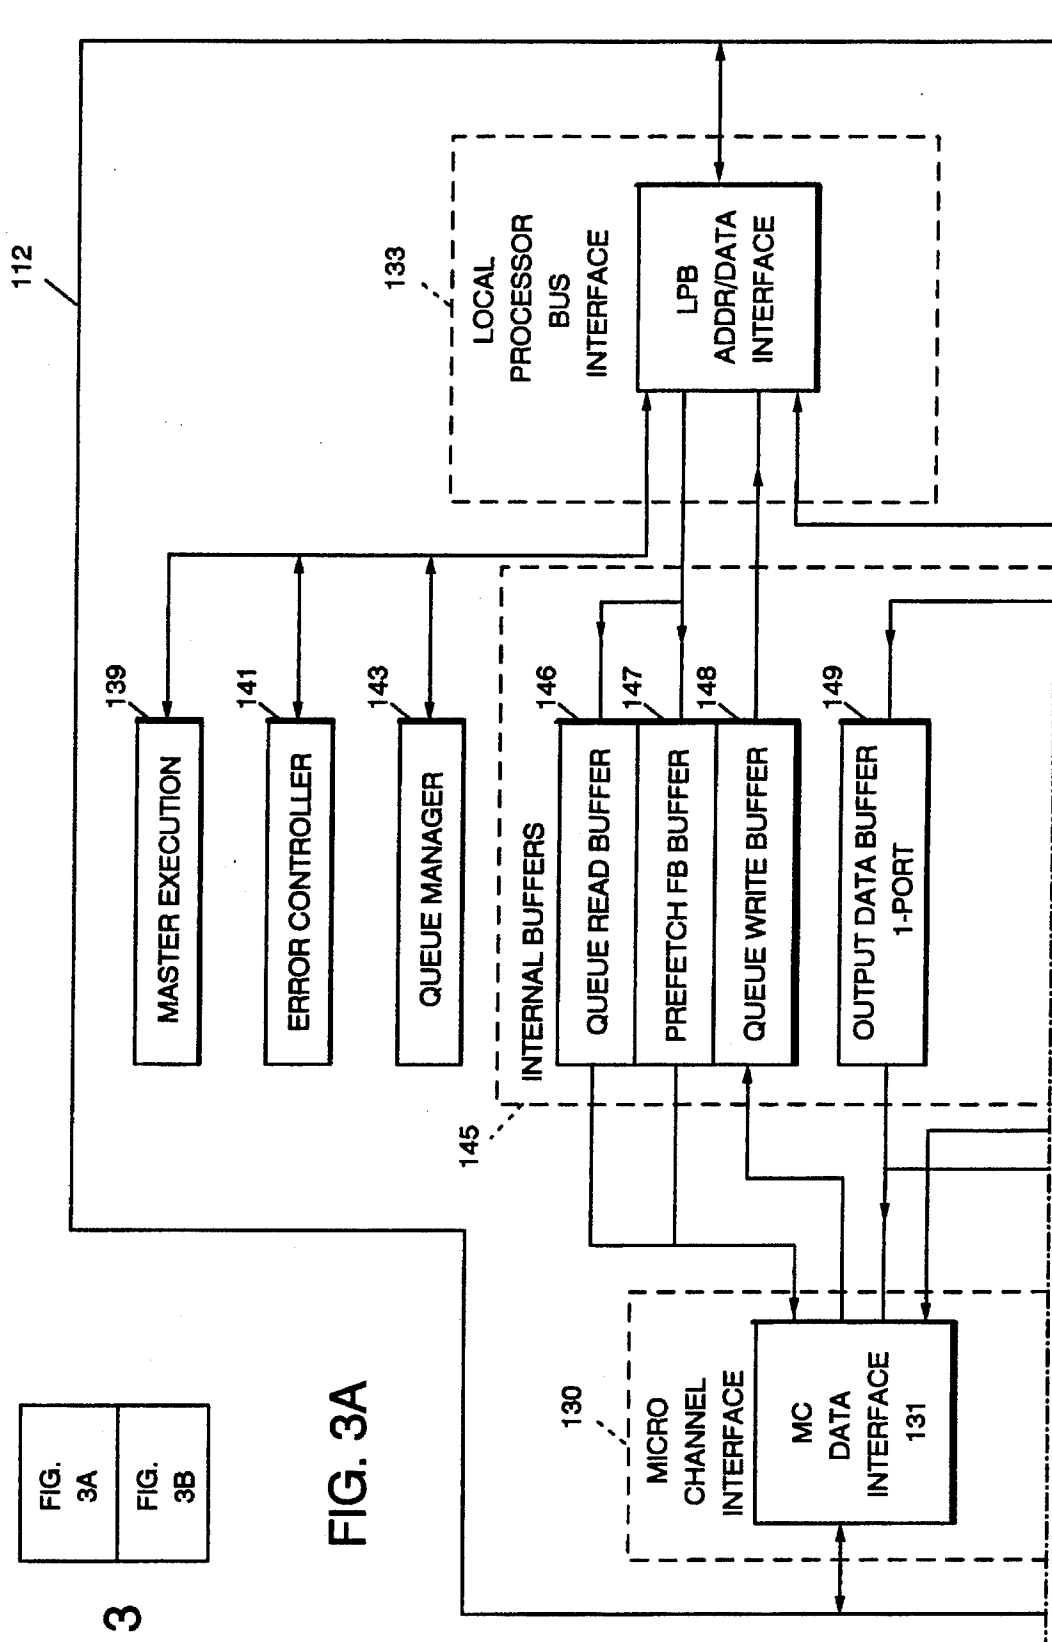 112
133
LOCAL
PROCESSOR
BUS
INTERFACE
LPB
ADDR/DATA
INTERFACE
139
MASTER EXECUTION
141
ERROR CONTROLLER
143
QUEUE MANAGER
145
INTERNAL BUFFERS
146
QUEUE READ BUFFER
147
PREFETCH FB BUFFER
148
QUEUE WRITE BUFFER
149
OUTPUT DATA BUFFER
1-PORT
130
MICRO
CHANNEL
INTERFACE
MC
DATA
INTERFACE
131
FIG.
3A
FIG.
3B
3
FIG. 3A